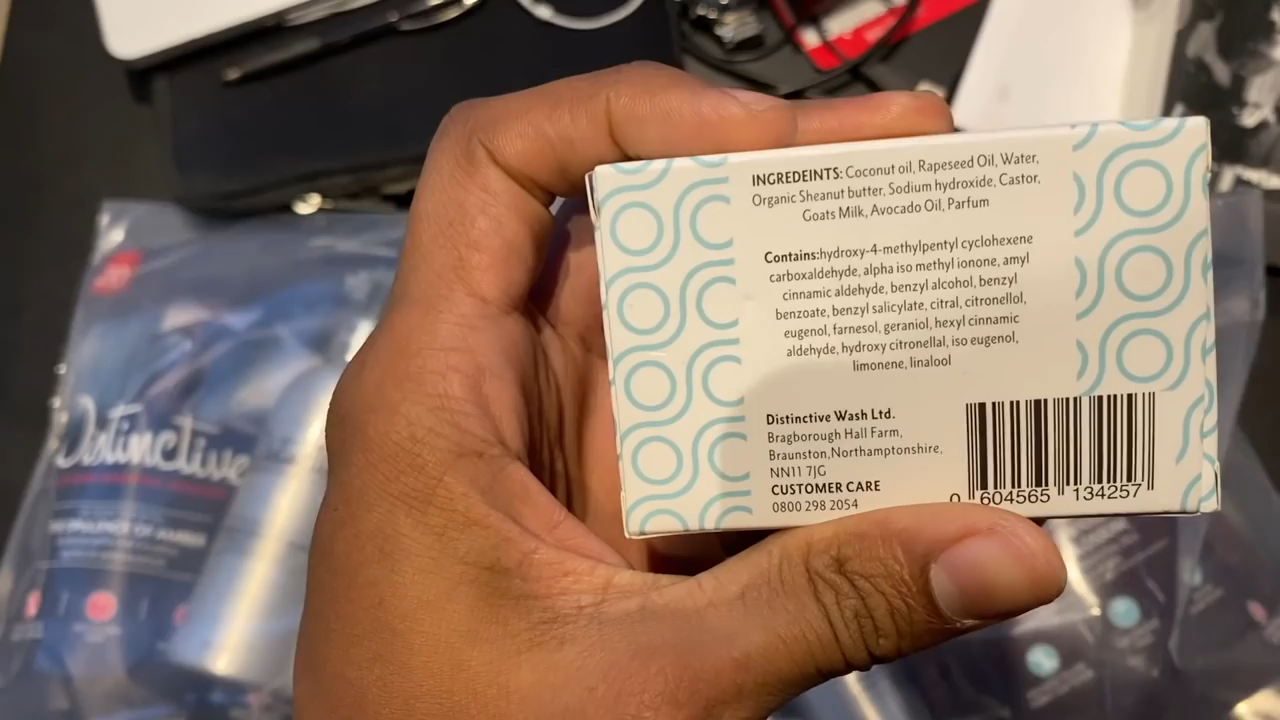 INGREDEINTS: Coconut oil, Rapeseed Oil, Water,
Organic Sheanut butter, Sodium hydroxide, Castor,
Goats Milk, Avocado Oil, Parfum
Contains:hydroxy-4-methylpentyl cyclohexene
carboxaldehyde, alpha iso methyl ionone, amyl
cinnamic aldehyde, benzyl alcohol, benzyl
benzoate, benzyl salicylate, citral, citronellol,
eugenol, farnesol, geraniol, hexyl cinnamic
aldehyde, hydroxy citronellal, iso eugenol,
limonene, linalool
Distinctive Wash Ltd.
Bragborough Hall Farm,
Braunston,Northamptonshire,
NN11 7JG
CUSTOMER CARE
0800 298 2054
0 604565 134257
Distinctive